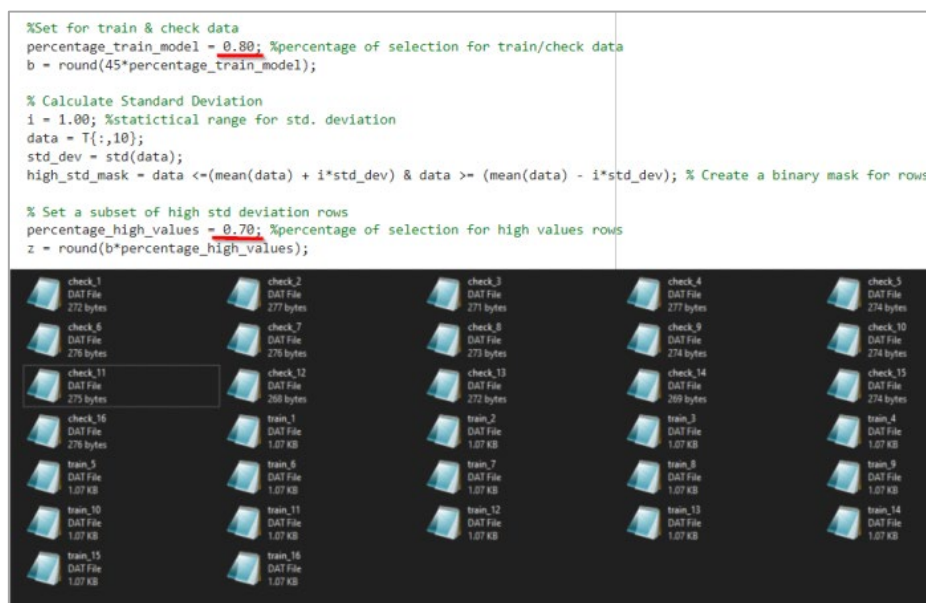 %Set for train & check data
percentage_train_model = 0.80; %percentage of selection for train/check data
b = round(45*percentage_train_model);
% Calculate Standard Deviation
i = 1.00; %statictical range for std. deviation
data = T{:,10};
std_dev = std(data);
high_std_mask = data <=(mean(data) + i*std_dev) & data >= (mean(data) - i*std_dev); % Create a binary mask for rows
% Set a subset of high std deviation rows
percentage_high_values = 0.70; %percentage of selection for high values rows
z = round(b*percentage_high_values);
check_1
DAT File
272 bytes
check_2
DAT File
277 bytes
check_3
DAT File
271 bytes
check_4
DAT File
277 bytes
check_5
DAT File
274 bytes
check_6
DAT File
276 bytes
check_7
DAT File
276 bytes
check_8
DAT File
273 bytes
check_9
DAT File
274 bytes
check_10
DAT File
274 bytes
check_11
DAT File
275 bytes
check_12
DAT File
268 bytes
check_13
DAT File
272 bytes
check_14
DAT File
269 bytes
check_15
DAT File
274 bytes
check_16
DAT File
276 bytes
train_1
DAT File
1.07 KB
train_2
DAT File
1.07 KB
train_3
DAT File
1.07 KB
train_4
DAT File
1.07 KB
train_5
DAT File
1.07 KB
train_6
DAT File
1.07 KB
train_7
DAT File
1.07 KB
train_8
DAT File
1.07 KB
train_9
DAT File
1.07 KB
train_10
DAT File
1.07 KB
train_11
DAT File
1.07 KB
train_12
DAT File
1.07 KB
train_13
DAT File
1.07 KB
train_14
DAT File
1.07 KB
train_15
DAT File
1.07 KB
train_16
DAT File
1.07 KB